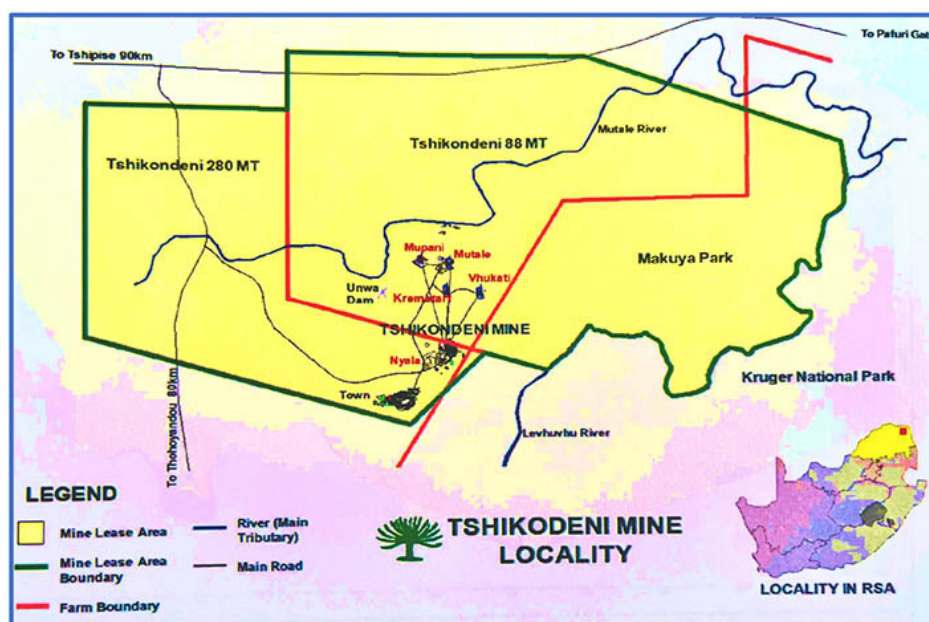 To Tshipise 90km
To Pafuri Gate
Mutale River
Tshikondeni 88 MT
Tshikondeni 280 MT
Mupani
Mutale
Makuya Park
Unwa
Dam
Vhukati
TSHIKONDENI MINE
Nyala
Town
Kruger National Park
To Thohoyandou 80km
Levhuvhu River
LEGEND
Mine Lease Area
Mine Lease Area
Boundary
Farm Boundary
River (Main
Tributary)
Main Road
TSHIKODENI MINE
LOCALITY
LOCALITY IN RSA